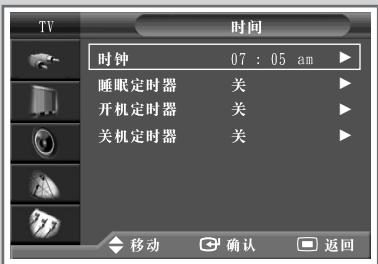 TV 时间
时钟 07 : 05 am
睡眠定时器 关
开机定时器 关
关机定时器 关
移动 确认 返回